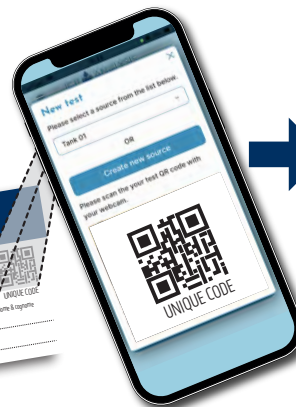 New test
Please select a source from the list below.
Tank 01
OR
Create new source
Please scan your test QR code with
your webcam.
UNIQUE CODE
UNIQUE CODE